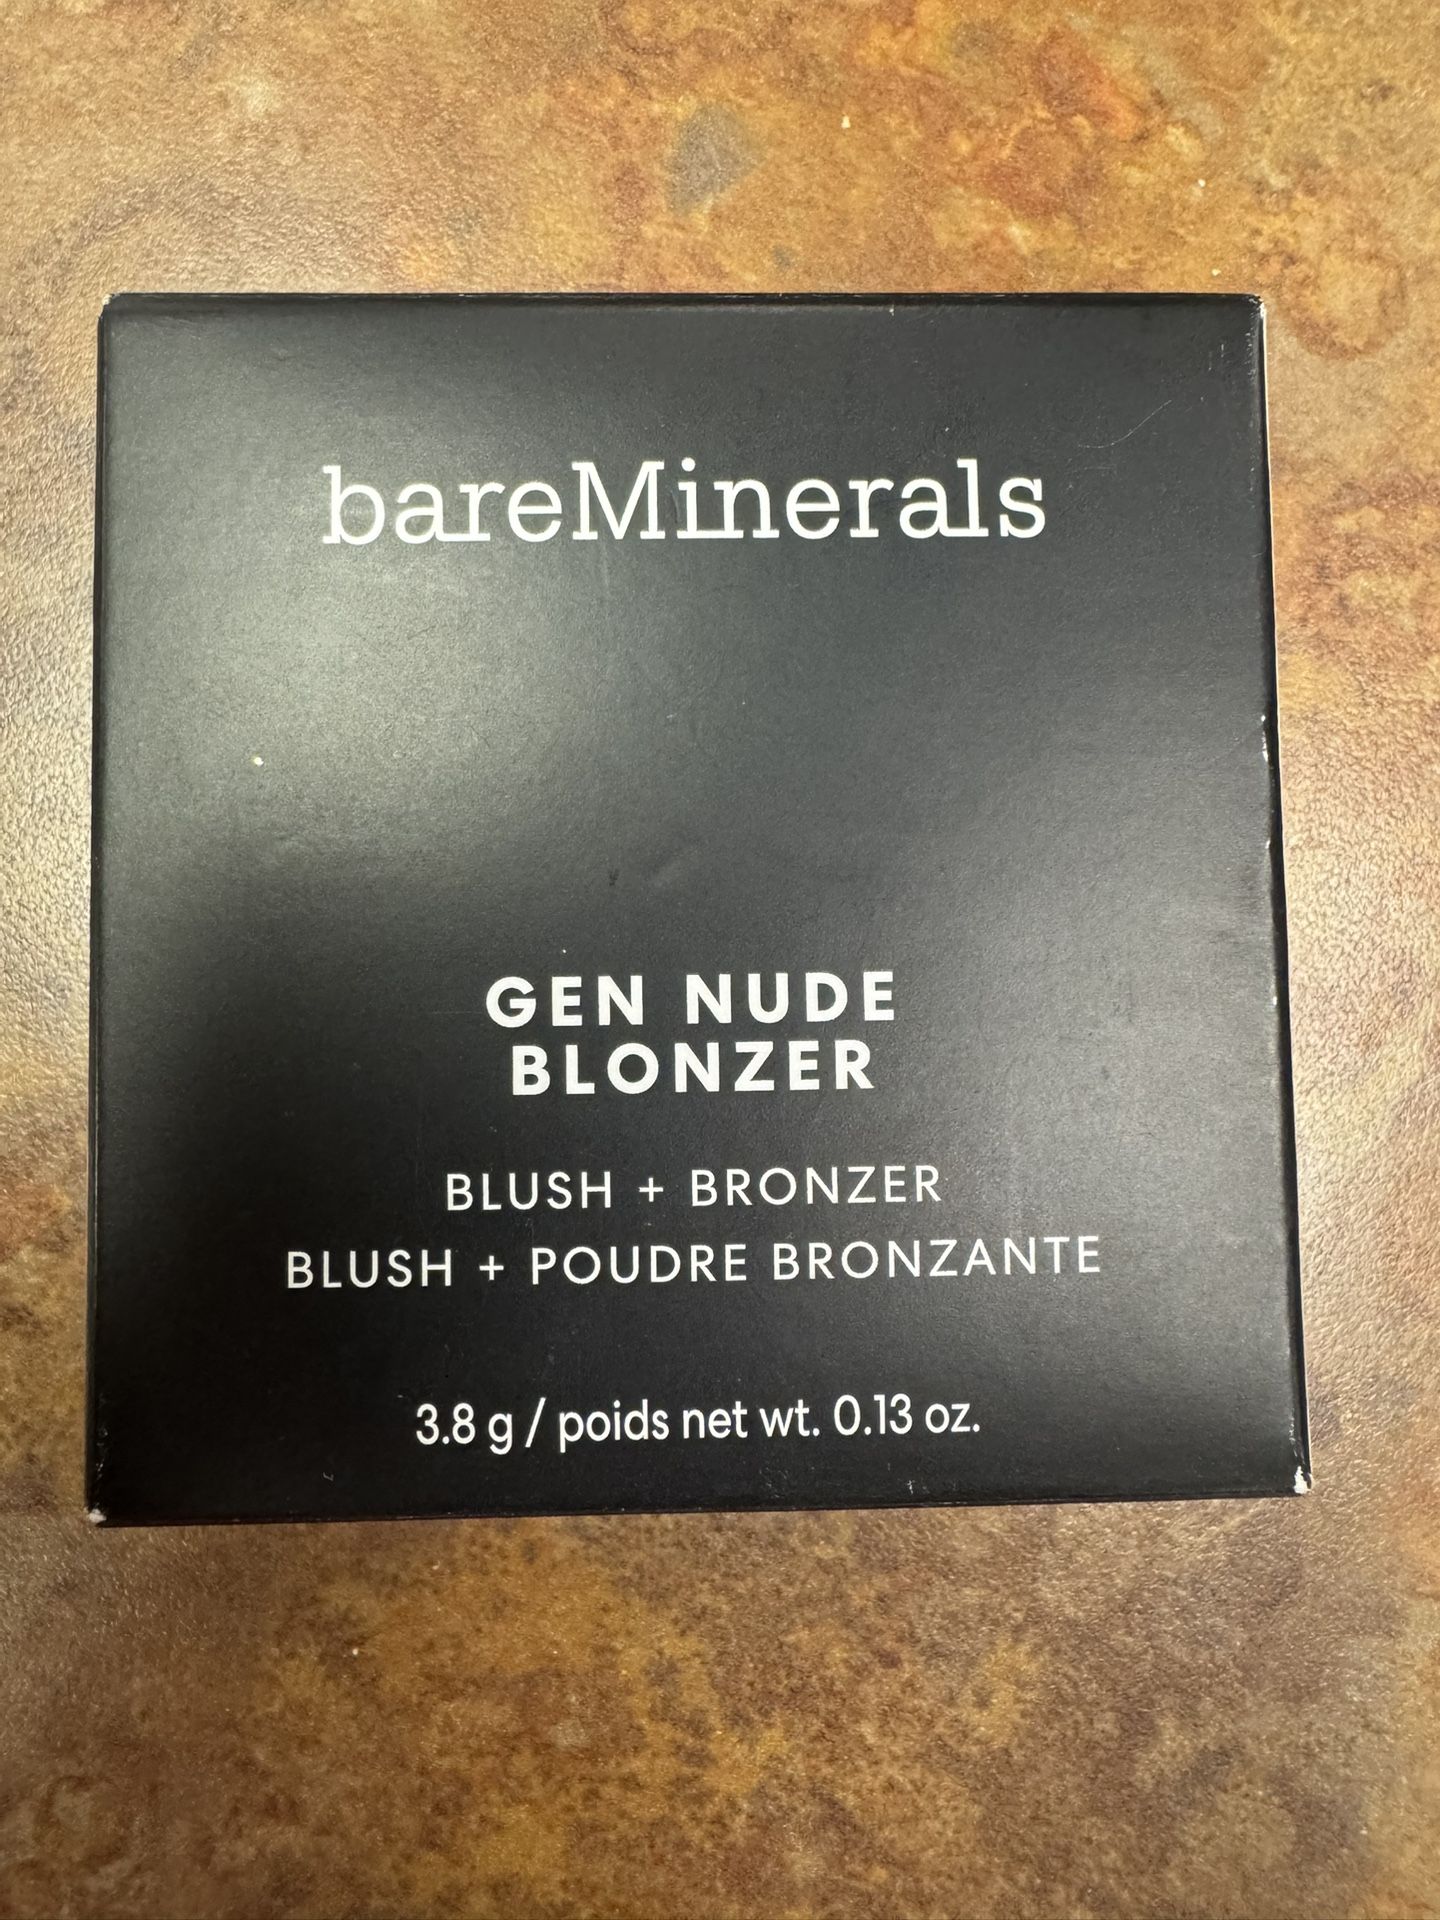 bareMinerals
GEN NUDE
BLONZER
BLUSH + BRONZER
BLUSH + POUDRE BRONZANTE
3.8 g / poids net wt. 0.13 oz.